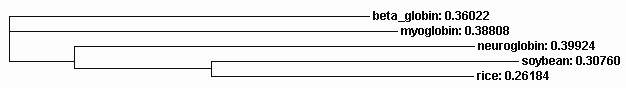 beta_globin: 0.36022
myoglobin: 0.38808
neuroglobin: 0.39924
soybean: 0.30760
rice: 0.26184